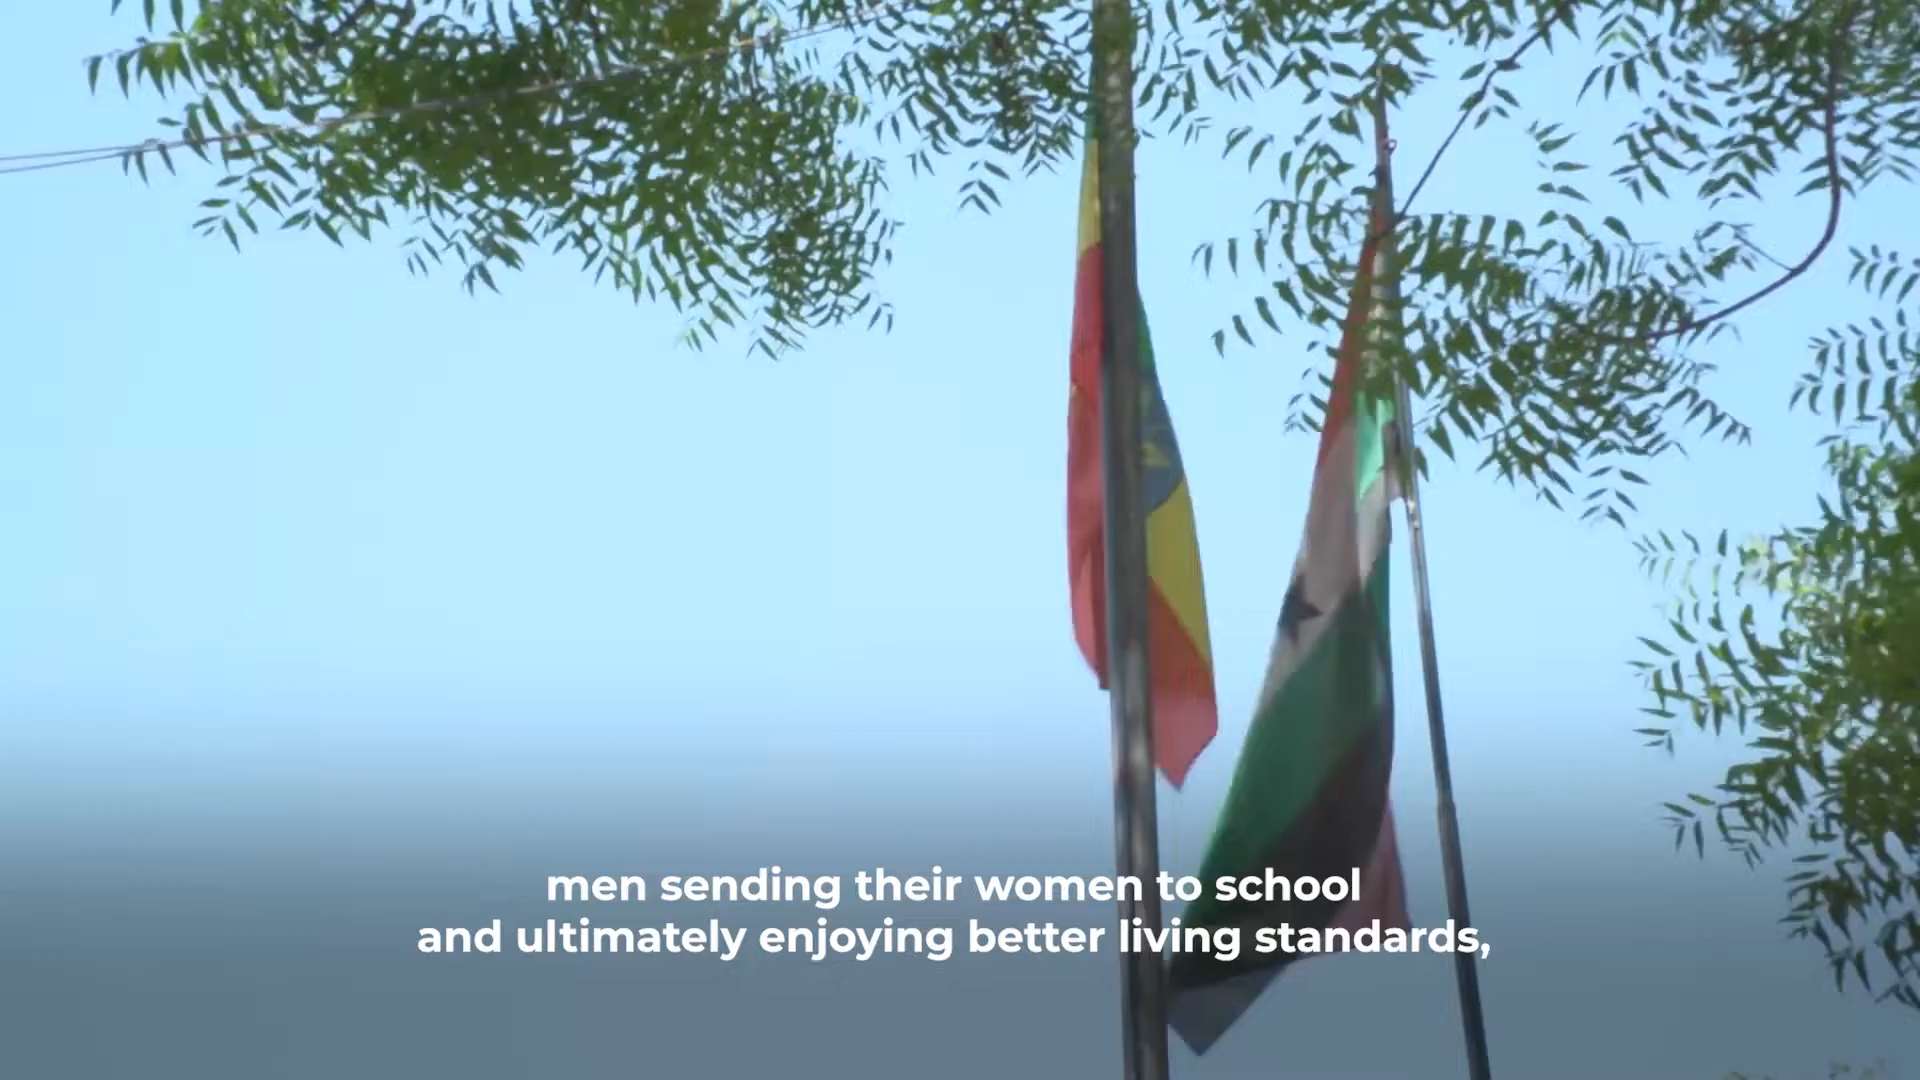 men sending their women to school
and ultimately enjoying better living standards,